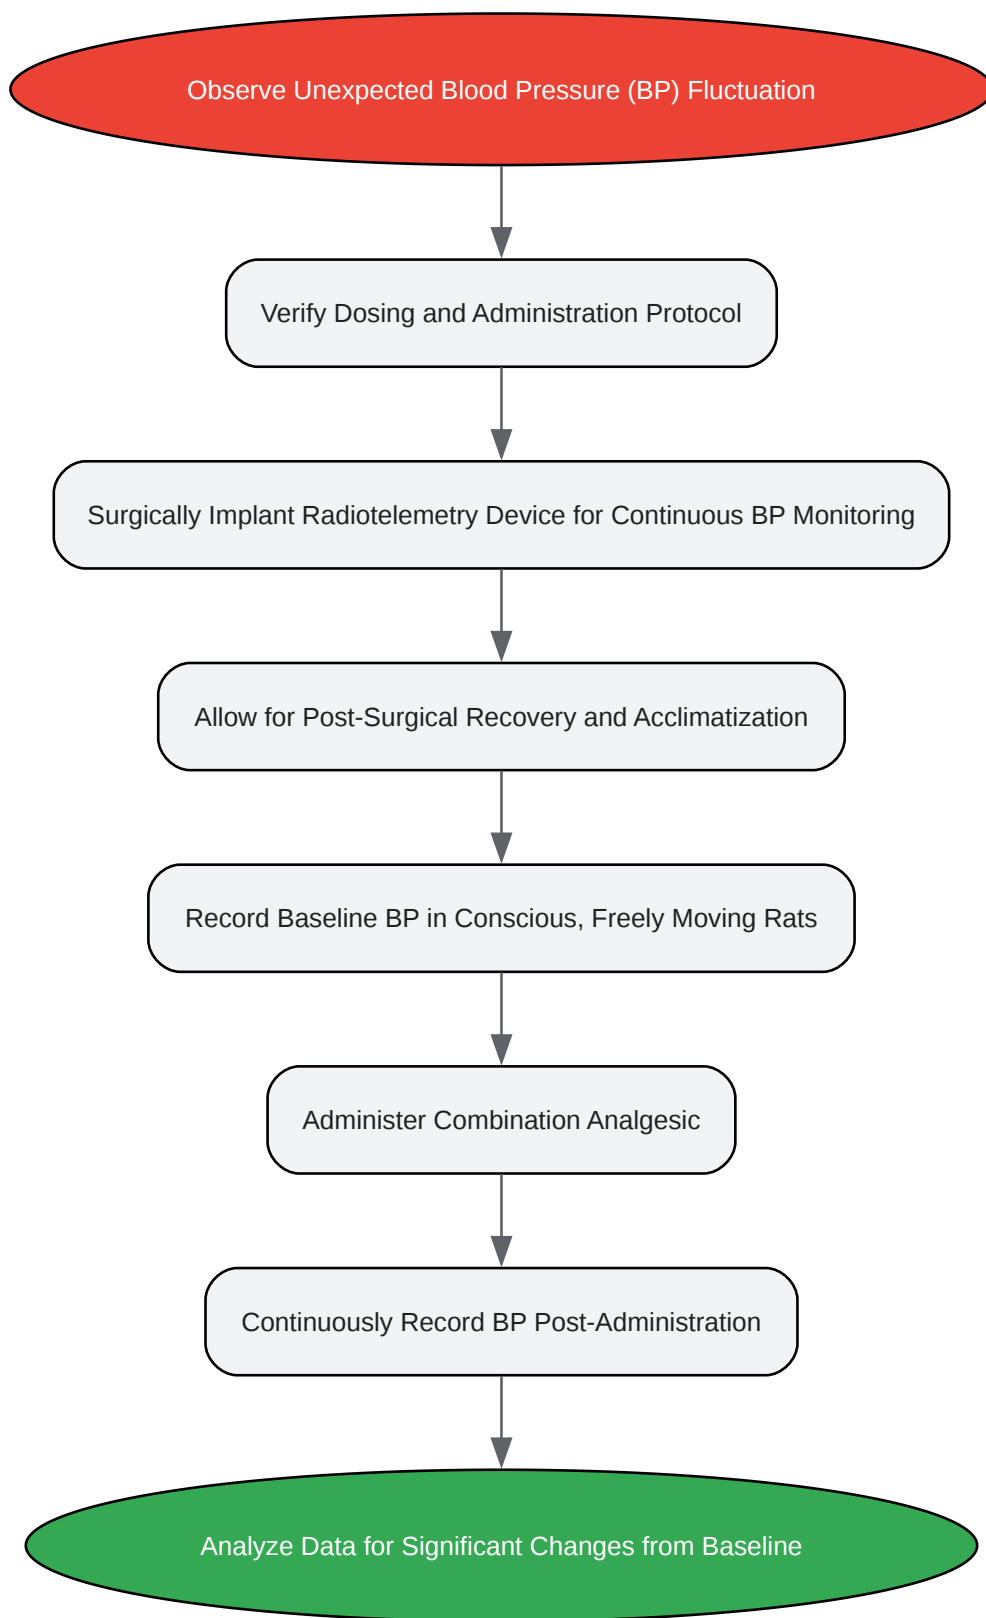 Observe Unexpected Blood Pressure (BP) Fluctuation
Verify Dosing and Administration Protocol
Surgically Implant Radiotelemetry Device for Continuous BP Monitoring
Allow for Post-Surgical Recovery and Acclimatization
Record Baseline BP in Conscious, Freely Moving Rats
Administer Combination Analgesic
Continuously Record BP Post-Administration
Analyze Data for Significant Changes from Baseline